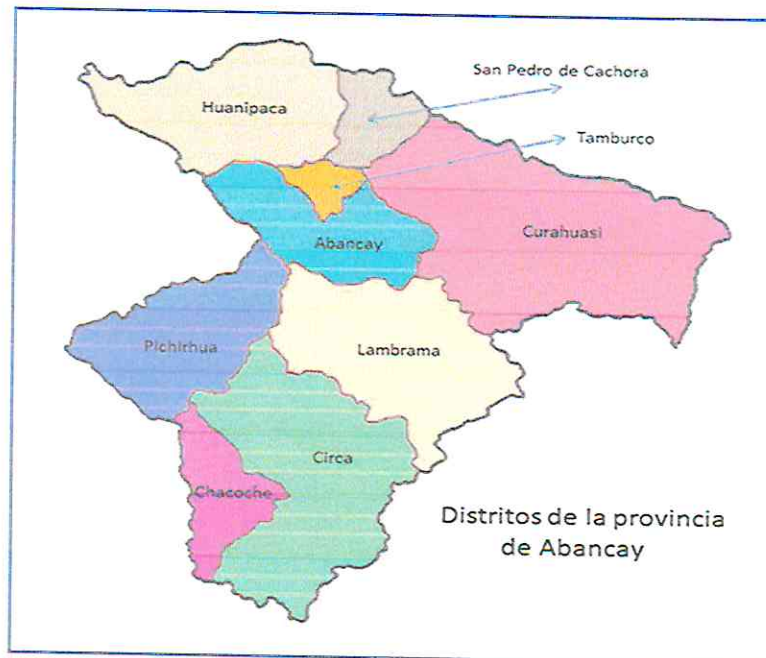 San Pedro de Cachora
Huanipaca
Tamburco
Abancay
Curahuasi
Pichirhua
Lambrama
Circa
Chacoche
Distritos de la provincia
de Abancay